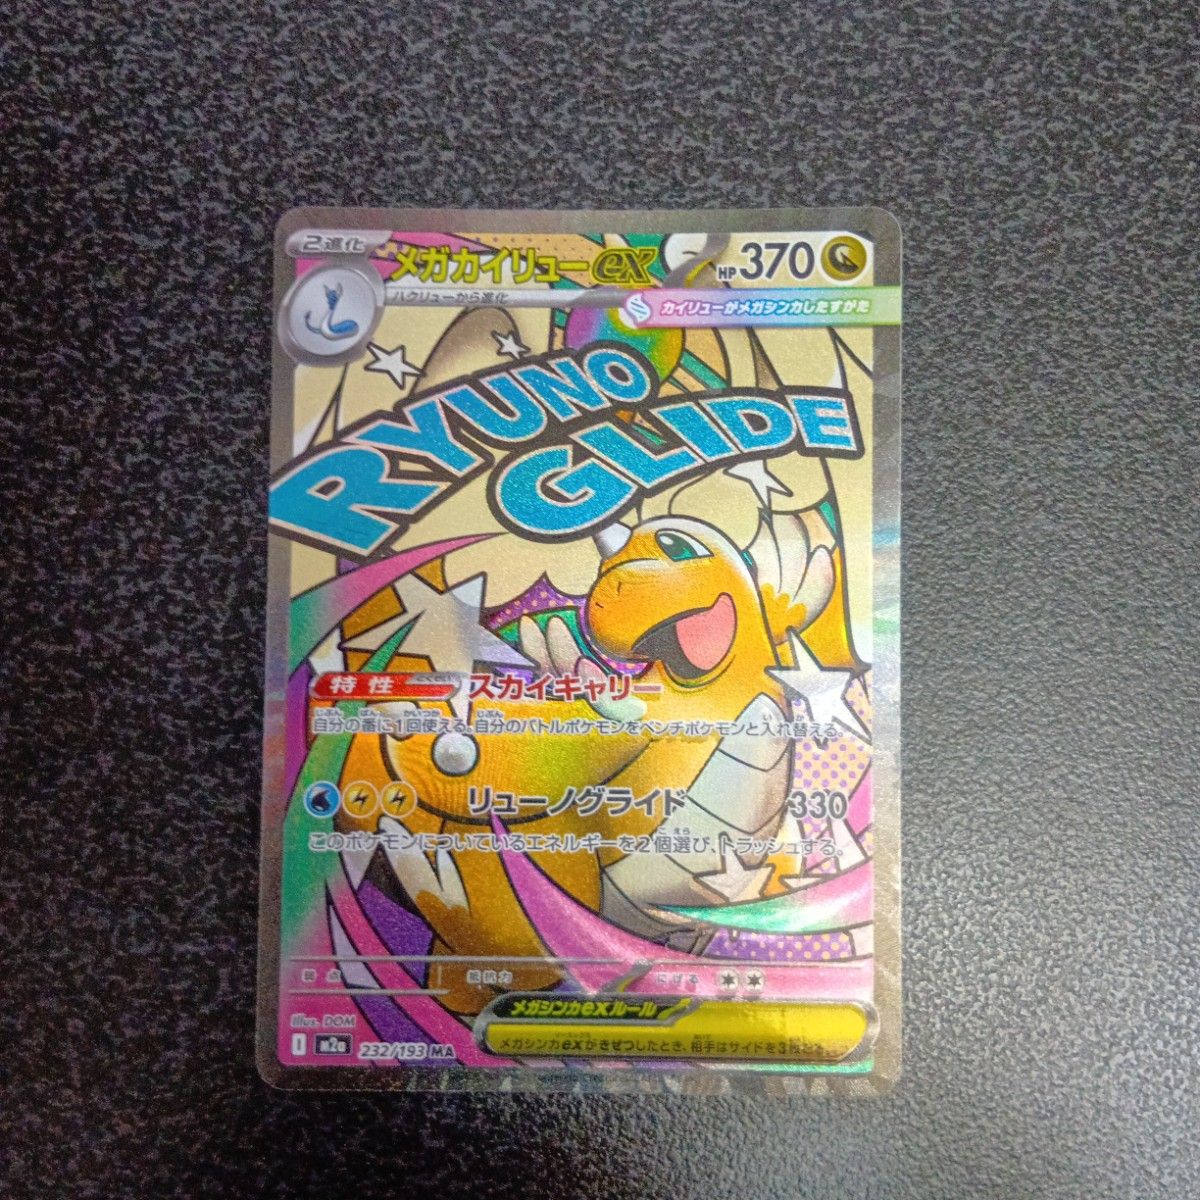 2進化
メガカイリューex
HP 370
ハクリューから進化
カイリューがメガシンカしたすがた
RYUNO
GLIDE
特性 スカイキャリー
自分の番に1回使える。自分のバトルポケモンをベンチポケモンと入れ替える。
リューノグライド 330
このポケモンについているエネルギーを2個選び、トラッシュする。
弱点 抵抗力 にげる
メガシンカexルール
メガシンカexがきぜつしたとき、相手はサイドを3枚とる。
Illus. DOM
I m2a 232/193 MA